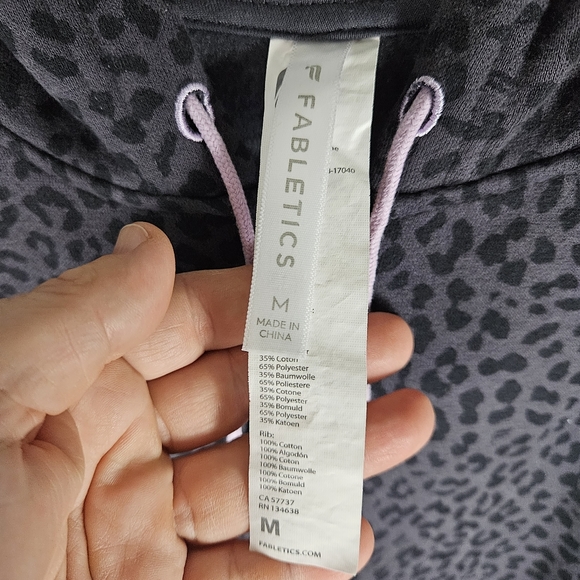 FABLETICS
M
MADE IN
CHINA
-17046
35% Coton
65% Polyester
35% Baumwolle
65% Poliestere
35% Cotone
65% Polyester
35% Bomuld
65% Polyester
35% Katoen
Rib:
100% Cotton
100% Algodón
100% Coton
100% Baumwolle
100% Cotone
100% Bomuld
100% Katoen
CA 57737
RN 134638
M
FABLETICS.COM